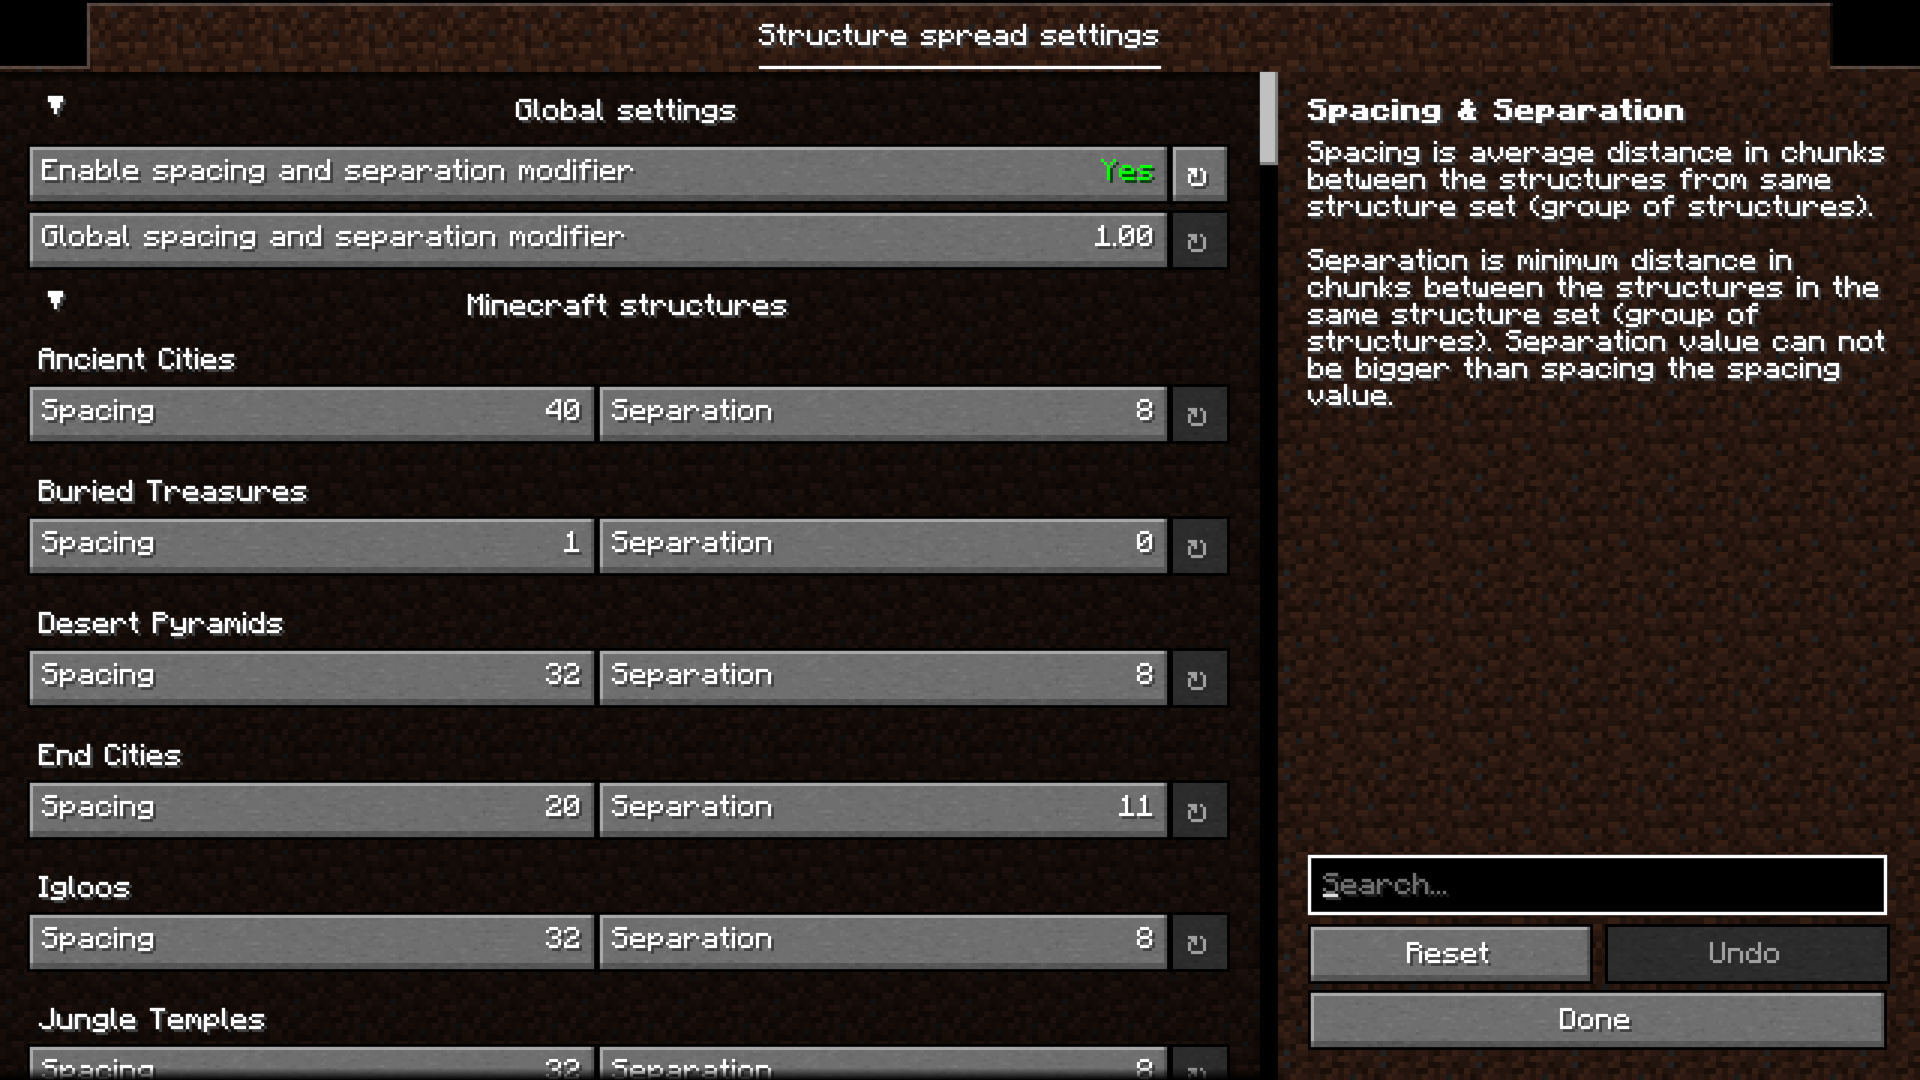 Structure spread settings
Global settings
Enable spacing and separation modifier Yes
Global spacing and separation modifier 1.00
Minecraft structures
Ancient Cities
Spacing 40 Separation 8
Buried Treasures
Spacing 1 Separation 0
Desert Pyramids
Spacing 32 Separation 8
End Cities
Spacing 20 Separation 11
Igloos
Spacing 32 Separation 8
Jungle Temples
Spacing 32 Separation 8
Spacing & Separation
Spacing is average distance in chunks
between the structures from same
structure set (group of structures).
Separation is minimum distance in
chunks between the structures in the
same structure set (group of
structures). Separation value can not
be bigger than spacing the spacing
value.
Search...
Reset Undo
Done